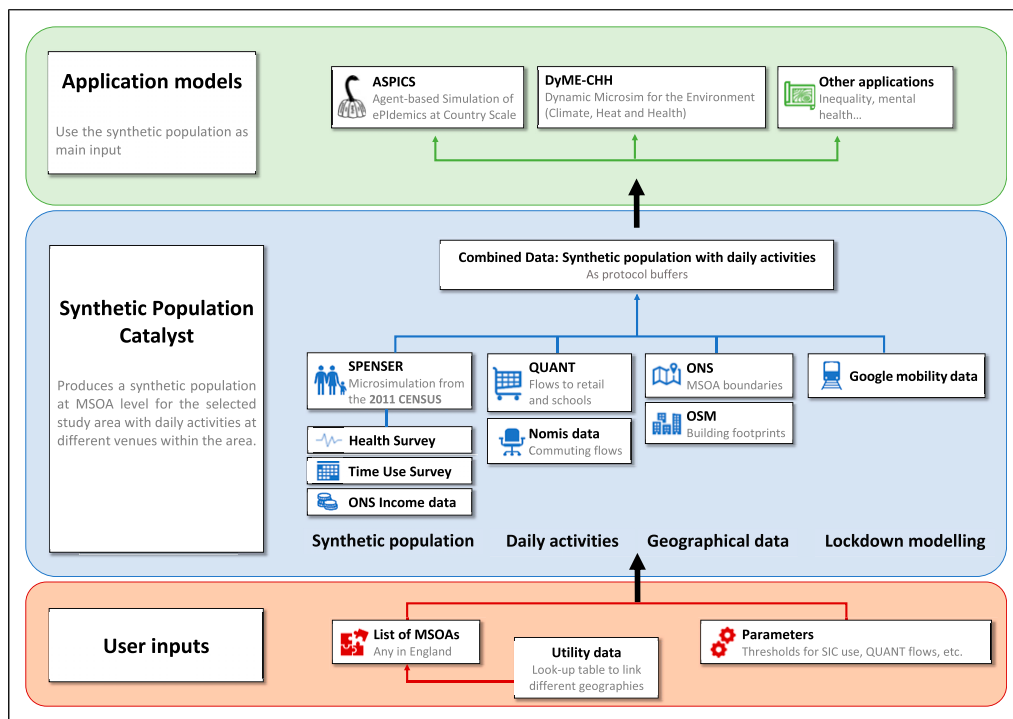 Application models
Use the synthetic population as
main input
ASPICS
Agent-based Simulation of
ePIdemics at Country Scale
DyME-CHH
Dynamic Microsim for the Environment
(Climate, Heat and Health)
Other applications
Inequality, mental
health...
Synthetic Population
Catalyst
Produces a synthetic population
at MSOA level for the selected
study area with daily activities at
different venues within the area.
Combined Data: Synthetic population with daily activities
As protocol buffers
SPENSER
Microsimulation from
the 2011 CENSUS
Health Survey
Time Use Survey
ONS Income data
QUANT
Flows to retail
and schools
Nomis data
Commuting flows
ONS
MSOA boundaries
OSM
Building footprints
Google mobility data
Synthetic population
Daily activities
Geographical data
Lockdown modelling
User inputs
List of MSOAs
Any in England
Utility data
Look-up table to link
different geographies
Parameters
Thresholds for SIC use, QUANT flows, etc.